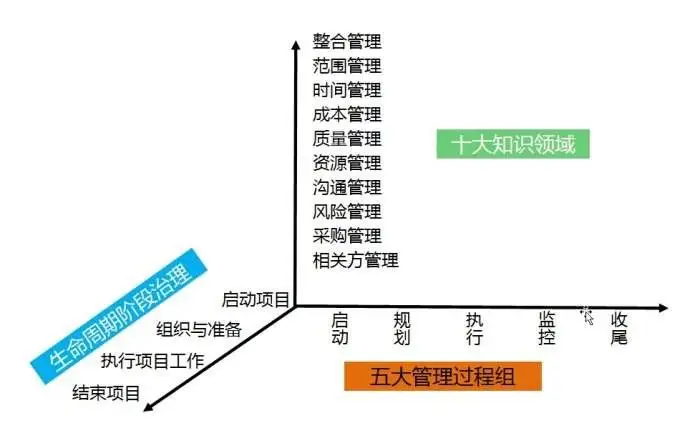 整合管理
范围管理
时间管理
成本管理
质量管理
资源管理
沟通管理
风险管理
采购管理
相关方管理
十大知识领域
生命周期阶段治理
启动项目
组织与准备
执行项目工作
结束项目
启动
规划
执行
监控
收尾
五大管理过程组